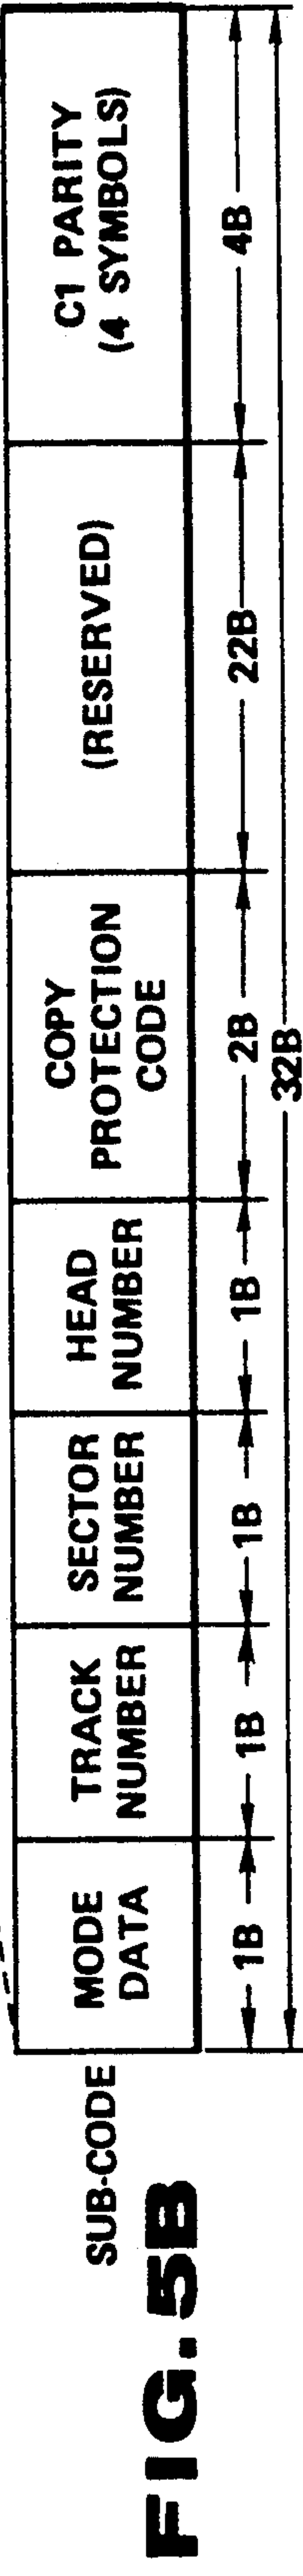 SUB-CODE
MODE
DATA
TRACK
NUMBER
SECTOR
NUMBER
HEAD
NUMBER
COPY
PROTECTION
CODE
(RESERVED)
C1 PARITY
(4 SYMBOLS)
1B
1B
1B
1B
2B
22B
4B
32B
FIG. 5B